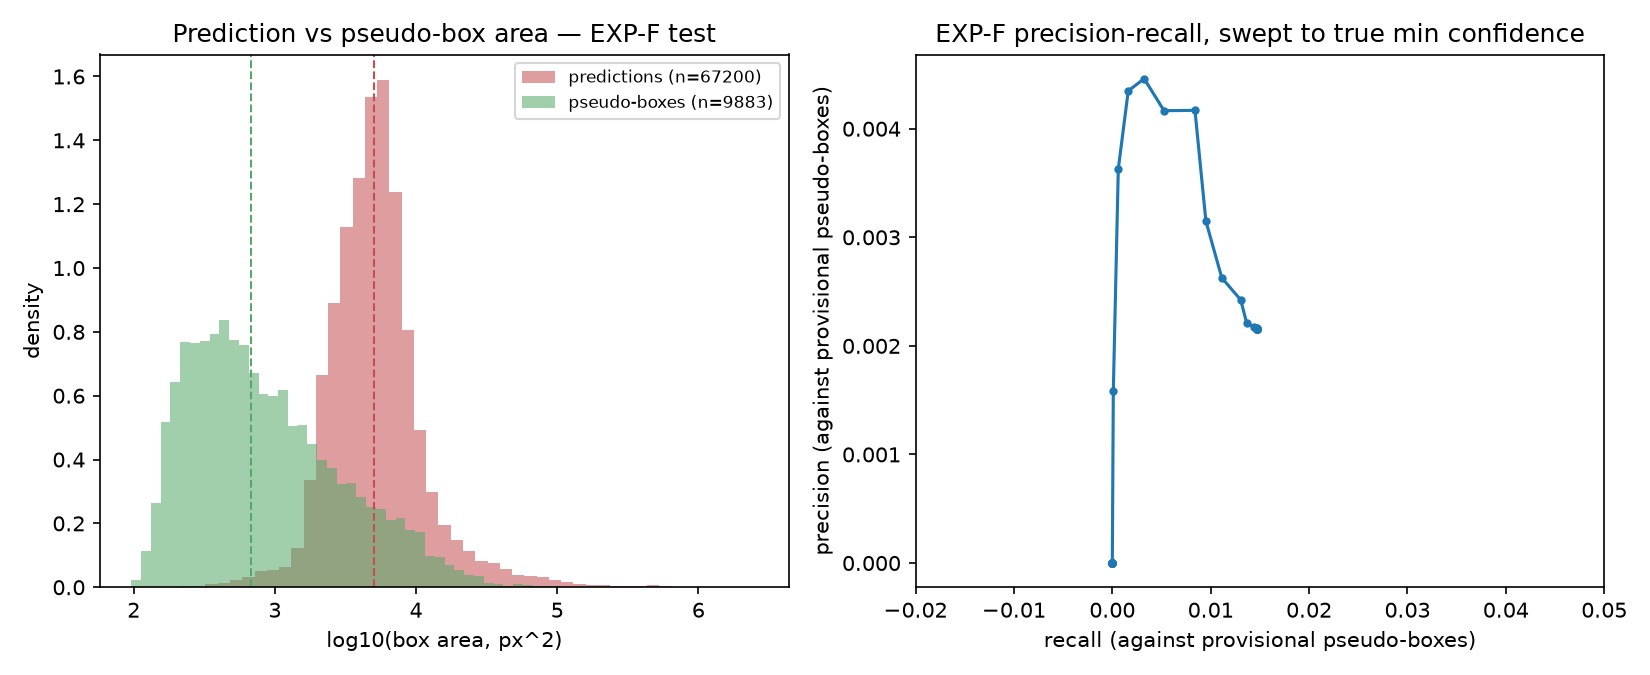 Prediction vs pseudo-box area — EXP-F test
density
1.6
1.4
1.2
1.0
0.8
0.6
0.4
0.2
0.0
predictions (n=67200)
pseudo-boxes (n=9883)
2 3 4 5 6
log10(box area, px^2)
EXP-F precision-recall, swept to true min confidence
precision (against provisional pseudo-boxes)
0.004
0.003
0.002
0.001
0.000
−0.02 −0.01 0.00 0.01 0.02 0.03 0.04 0.05
recall (against provisional pseudo-boxes)